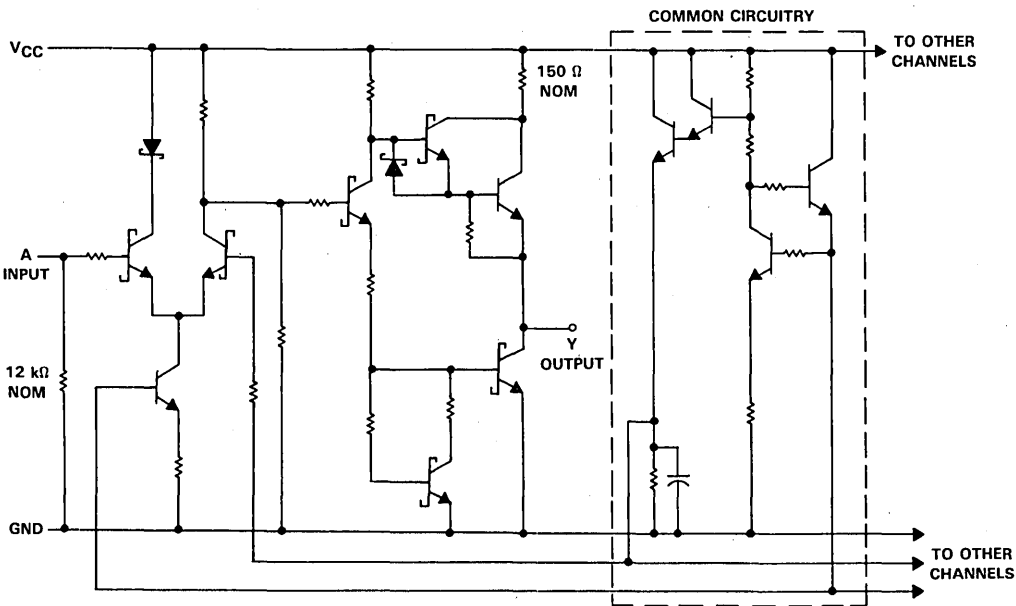 COMMON CIRCUITRY
VCC
TO OTHER
CHANNELS
150 Ω
NOM
A
INPUT
12 kΩ
NOM
Y
OUTPUT
GND
TO OTHER
CHANNELS